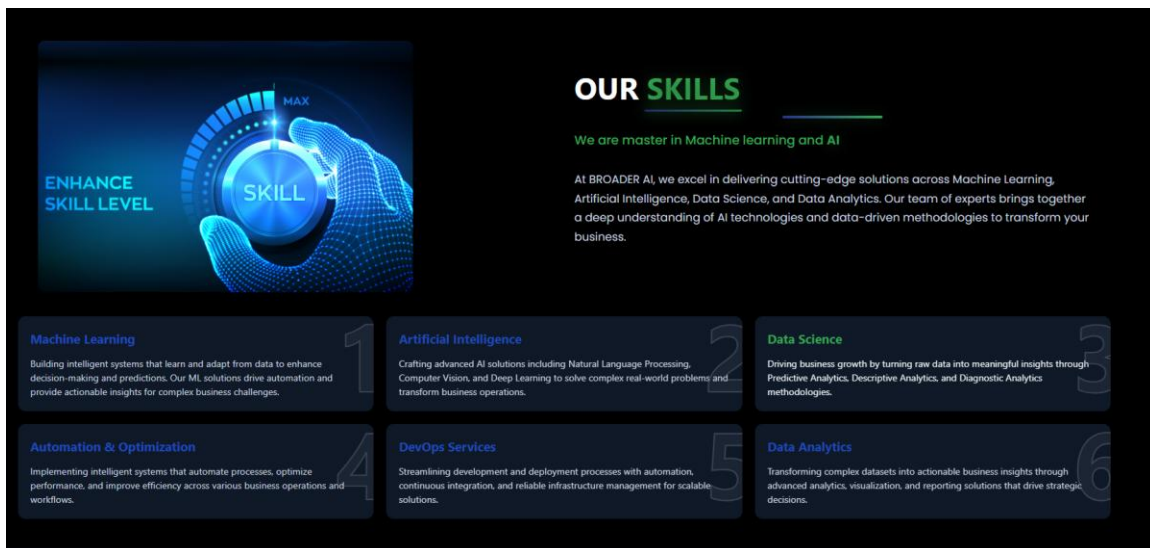 MAX
ENHANCE
SKILL LEVEL
SKILL
OUR SKILLS
We are master in Machine learning and AI
At BROADER AI, we excel in delivering cutting-edge solutions across Machine Learning,
Artificial Intelligence, Data Science, and Data Analytics. Our team of experts brings together
a deep understanding of AI technologies and data-driven methodologies to transform your
business.
Machine Learning
1
Building intelligent systems that learn and adapt from data to enhance
decision-making and predictions. Our ML solutions drive automation and
provide actionable insights for complex business challenges.
Artificial Intelligence
2
Crafting advanced AI solutions including Natural Language Processing,
Computer Vision, and Deep Learning to solve complex real-world problems and
transform business operations.
Data Science
3
Driving business growth by turning raw data into meaningful insights through
Predictive Analytics, Descriptive Analytics, and Diagnostic Analytics
methodologies.
Automation & Optimization
4
Implementing intelligent systems that automate processes, optimize
performance, and improve efficiency across various business operations and
workflows.
DevOps Services
5
Streamlining development and deployment processes with automation,
continuous integration, and reliable infrastructure management for scalable
solutions.
Data Analytics
6
Transforming complex datasets into actionable business insights through
advanced analytics, visualization, and reporting solutions that drive strategic
decisions.